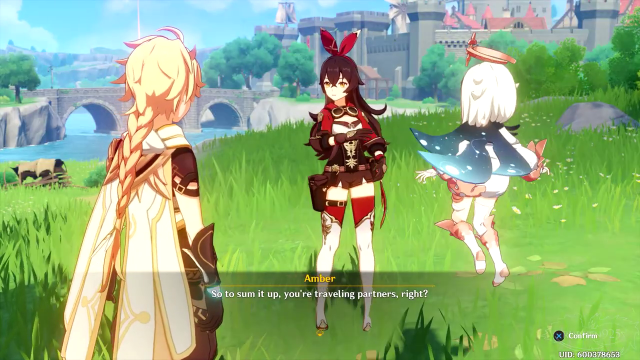 Amber
So to sum it up, you're traveling partners, right?
Confirm
UID: 600378653